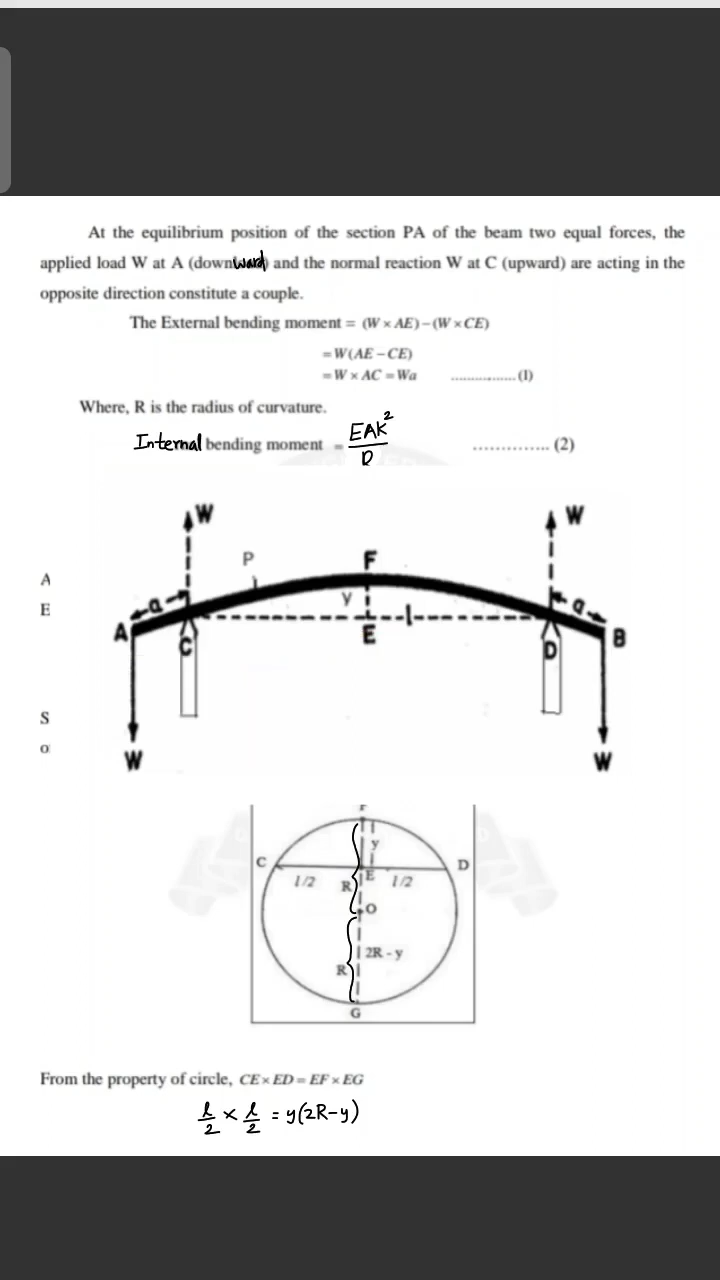 At the equilibrium position of the section PA of the beam two equal forces, the
applied load W at A (downward) and the normal reaction W at C (upward) are acting in the
opposite direction constitute a couple.
The External bending moment = (W × AE) – (W × CE)
= W(AE – CE)
= W × AC = Wa ................. (1)
Where, R is the radius of curvature.
Internal bending moment = EAK²/R ............. (2)
W W
P F
A
a y a
E
A C E l D B
S
o
W W
F
y
C D
l/2 R E l/2
O
2R - y
R
G
From the property of circle, CE × ED = EF × EG
l/2 × l/2 = y(2R-y)